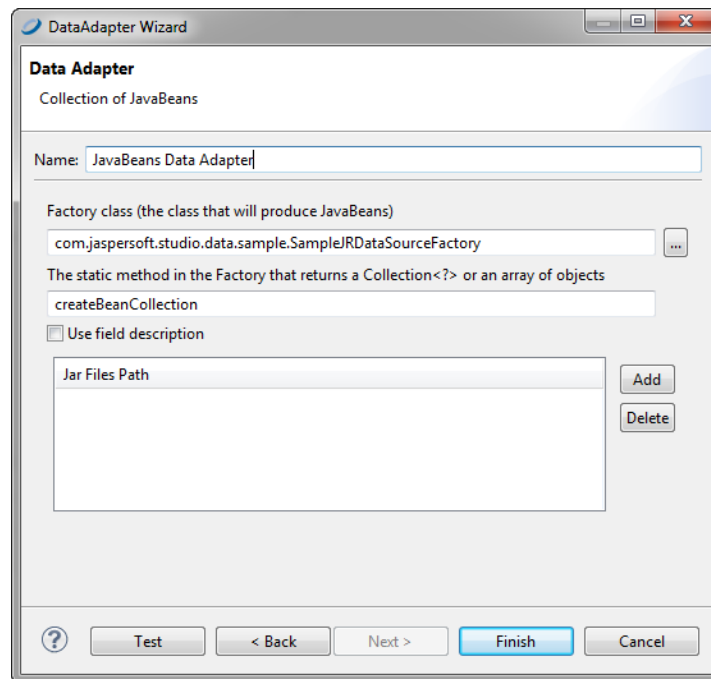 DataAdapter Wizard
Data Adapter
Collection of JavaBeans
Name: JavaBeans Data Adapter
Factory class (the class that will produce JavaBeans)
com.jaspersoft.studio.data.sample.SampleJRDataSourceFactory ...
The static method in the Factory that returns a Collection<?> or an array of objects
createBeanCollection
Use field description
Jar Files Path
Add
Delete
? Test < Back Next > Finish Cancel